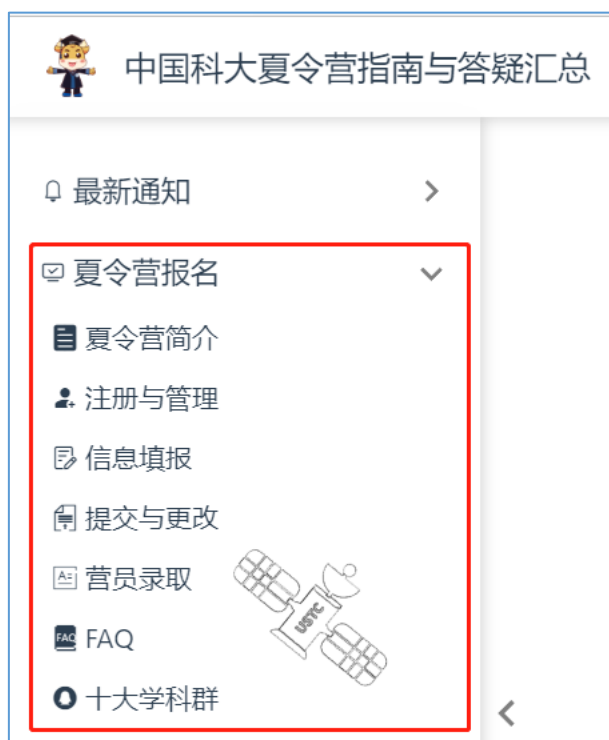 中国科大夏令营指南与答疑汇总
最新通知
夏令营报名
夏令营简介
注册与管理
信息填报
提交与更改
营员录取
FAQ FAQ
十大学科群
USTC